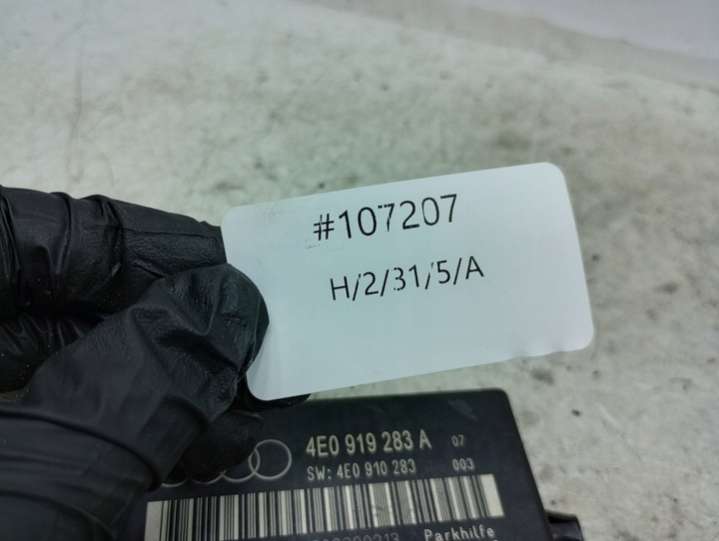 #107207
H/2/31/5/A
4E0 919 283 A 07
SW: 4E0 910 283 003
Parkhilfe